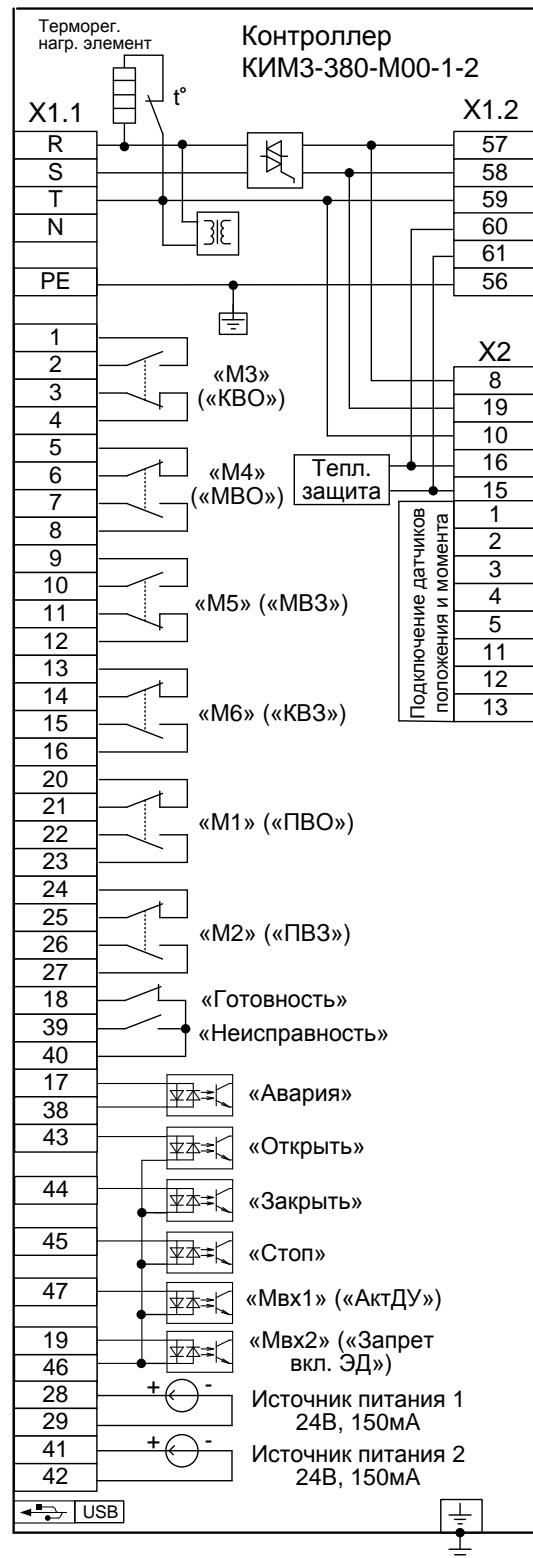 Терморег.
нагр. элемент
Контроллер
КИМ3-380-М00-1-2
t°
X1.1
R
S
T
N
PE
1
2
3
4
5
6
7
8
9
10
11
12
13
14
15
16
20
21
22
23
24
25
26
27
18
39
40
17
38
43
44
45
47
19
46
28
29
41
42
USB
«М3»
(«КВО»)
«М4»
(«МВО»)
«М5» («МВЗ»)
«М6» («КВЗ»)
«М1» («ПВО»)
«М2» («ПВЗ»)
«Готовность»
«Неисправность»
«Авария»
«Открыть»
«Закрыть»
«Стоп»
«Мвх1» («АктДУ»)
«Мвх2» («Запрет
вкл. ЭД»)
+ -
Источник питания 1
24В, 150мА
+ -
Источник питания 2
24В, 150мА
X1.2
57
58
59
60
61
56
X2
8
19
10
16
15
1
2
3
4
5
11
12
13
Тепл.
защита
Подключение датчиков
положения и момента